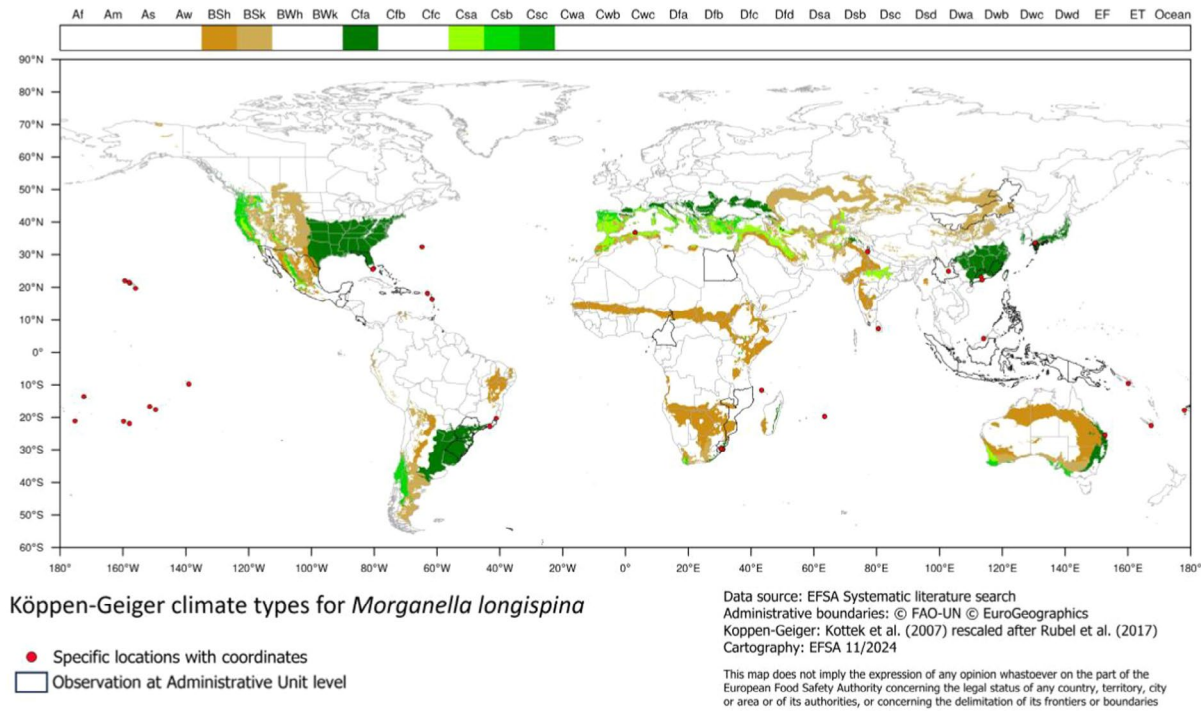 Af Am As Aw BSh BSk BWh BWk Cfa Cfb Cfc Csa Csb Csc Cwa Cwb Cwc Dfa Dfb Dfc Dfd Dsa Dsb Dsc Dsd Dwa Dwb Dwc Dwd EF ET Ocean
90°N
80°N
70°N
60°N
50°N
40°N
30°N
20°N
10°N
0°
10°S
20°S
30°S
40°S
50°S
60°S
180° 160°W 140°W 120°W 100°W 80°W 60°W 40°W 20°W 0° 20°E 40°E 60°E 80°E 100°E 120°E 140°E 160°E 180°
Köppen-Geiger climate types for Morganella longispina
Specific locations with coordinates
Observation at Administrative Unit level
Data source: EFSA Systematic literature search
Administrative boundaries: © FAO-UN © EuroGeographics
Koppen-Geiger: Kottek et al. (2007) rescaled after Rubel et al. (2017)
Cartography: EFSA 11/2024
This map does not imply the expression of any opinion whastoever on the part of the
European Food Safety Authority concerning the legal status of any country, territory, city
or area or of its authorities, or concerning the delimitation of its frontiers or boundaries